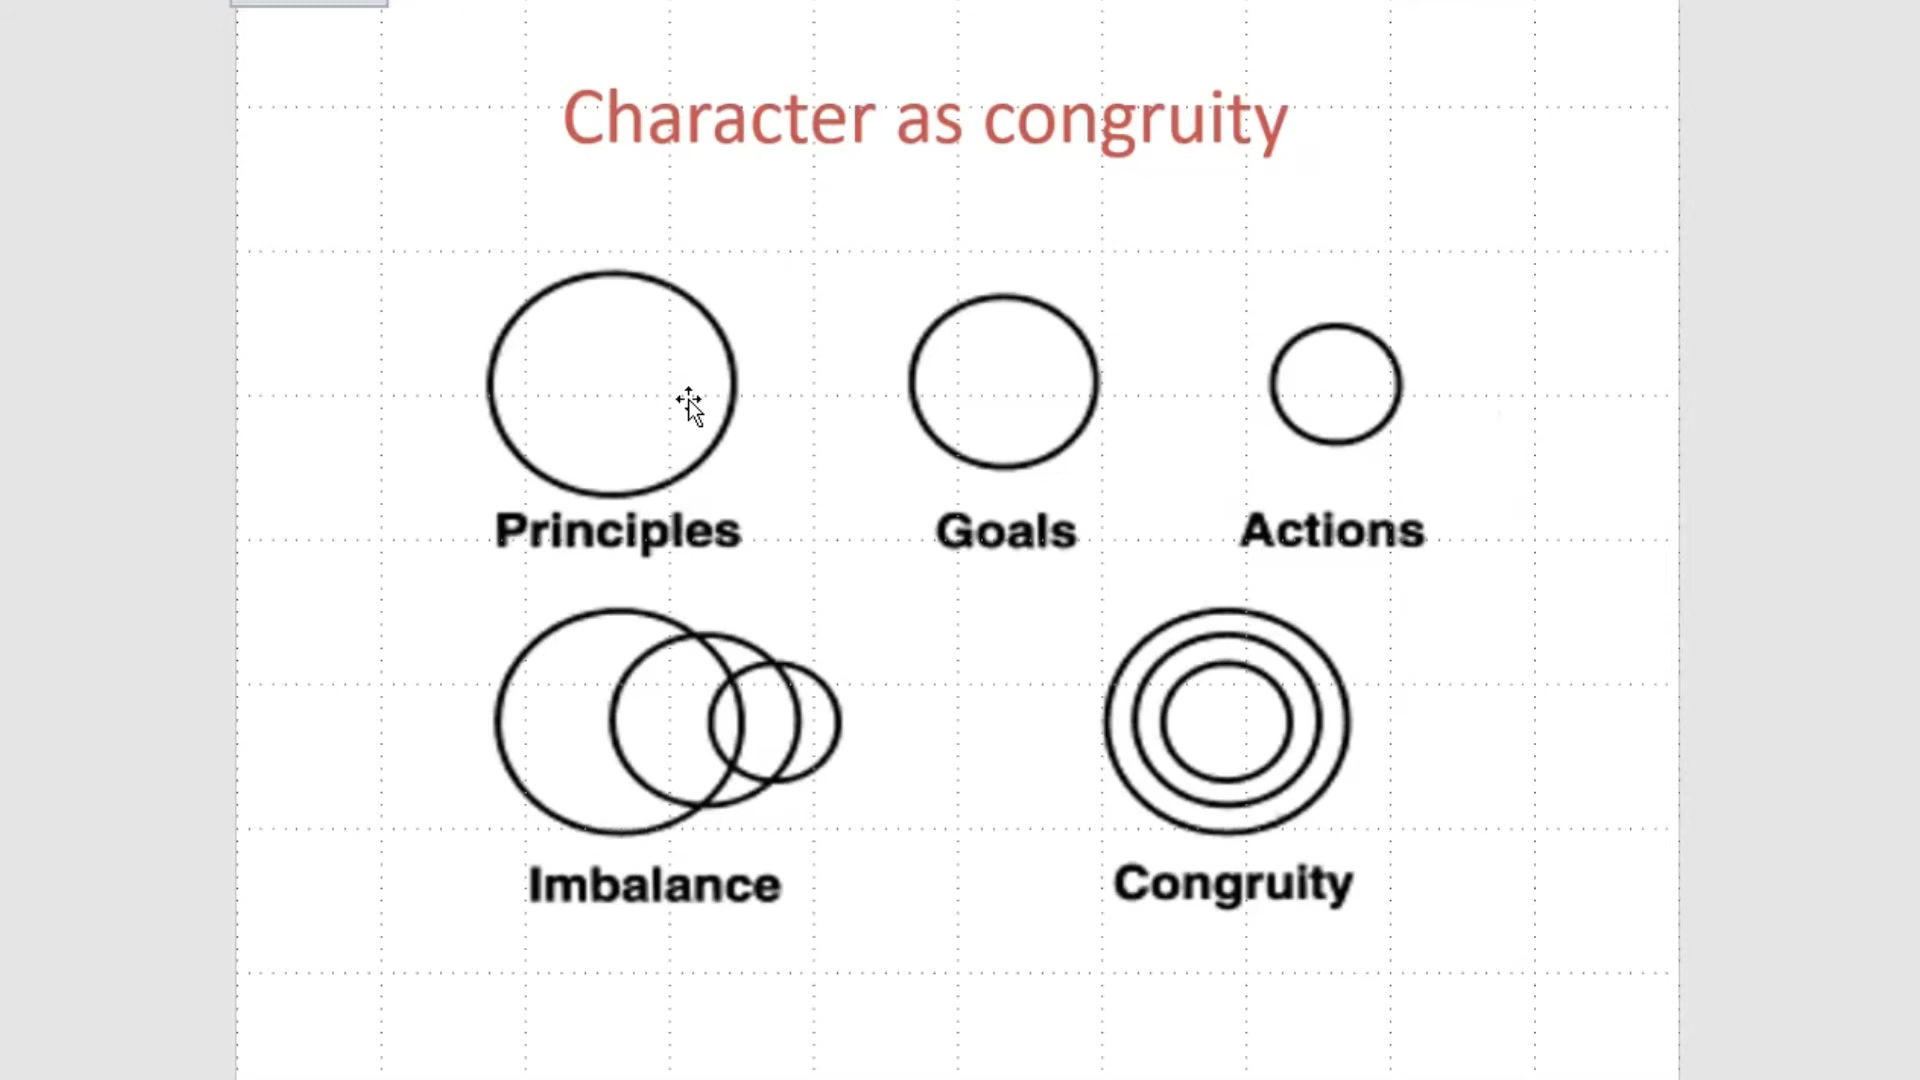 Character as congruity
Principles Goals Actions
Imbalance Congruity